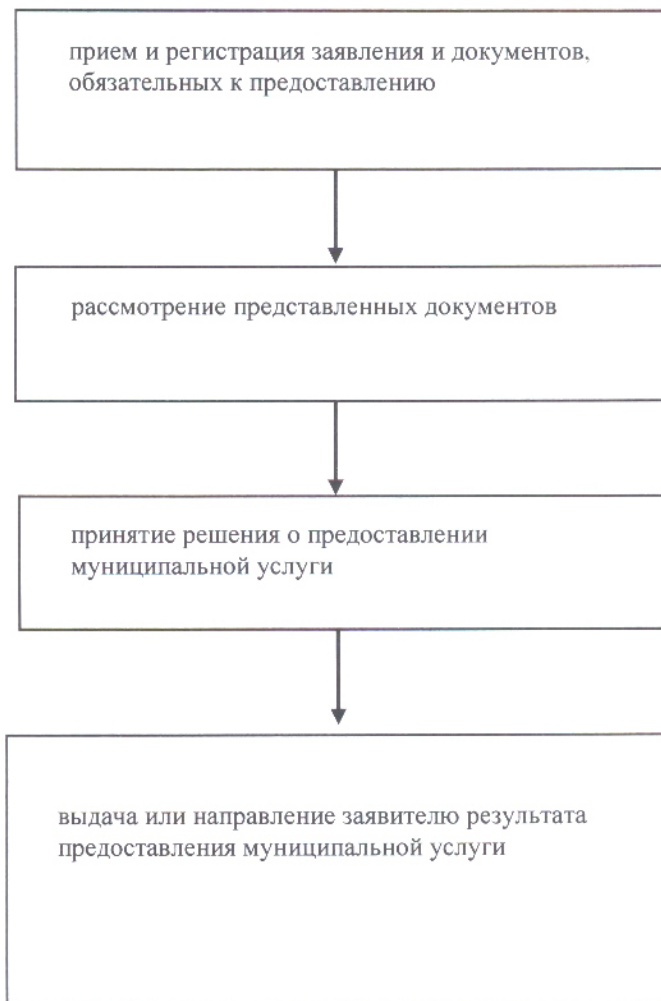 прием и регистрация заявления и документов,
обязательных к предоставлению
рассмотрение представленных документов
принятие решения о предоставлении
муниципальной услуги
выдача или направление заявителю результата
предоставления муниципальной услуги